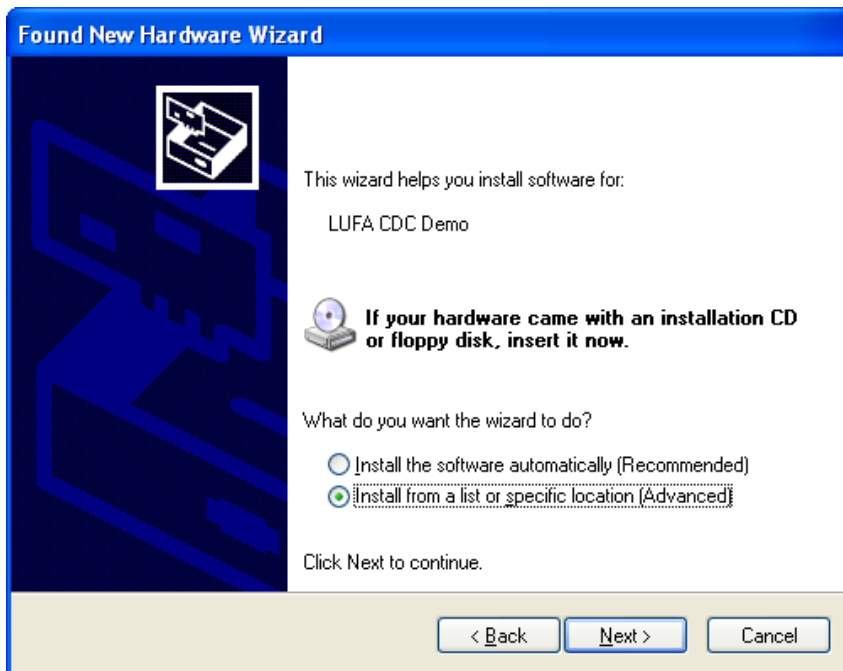 Found New Hardware Wizard
This wizard helps you install software for:
LUFA CDC Demo
If your hardware came with an installation CD
or floppy disk, insert it now.
What do you want the wizard to do?
Install the software automatically (Recommended)
Install from a list or specific location (Advanced)
Click Next to continue.
< Back Next > Cancel